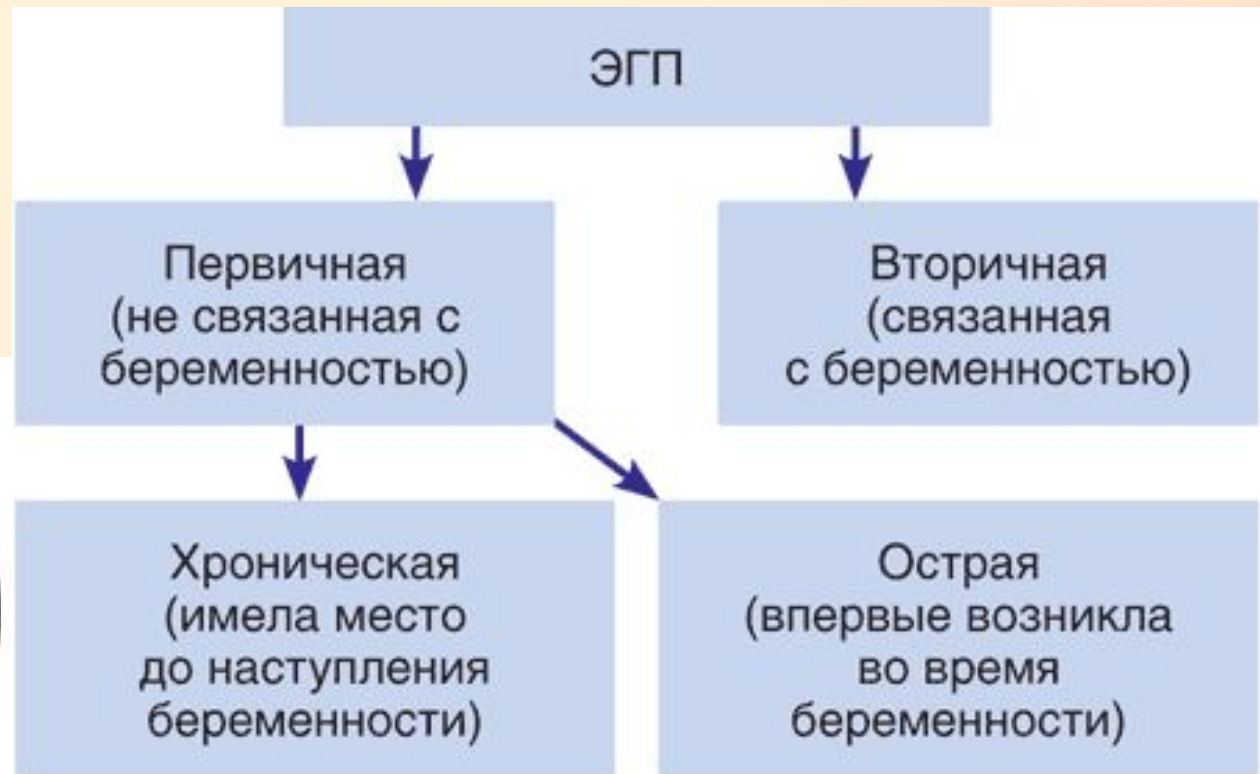 ЭГП
Первичная
(не связанная с
беременностью)
Вторичная
(связанная
с беременностью)
Хроническая
(имела место
до наступления
беременности)
Острая
(впервые возникла
во время
беременности)